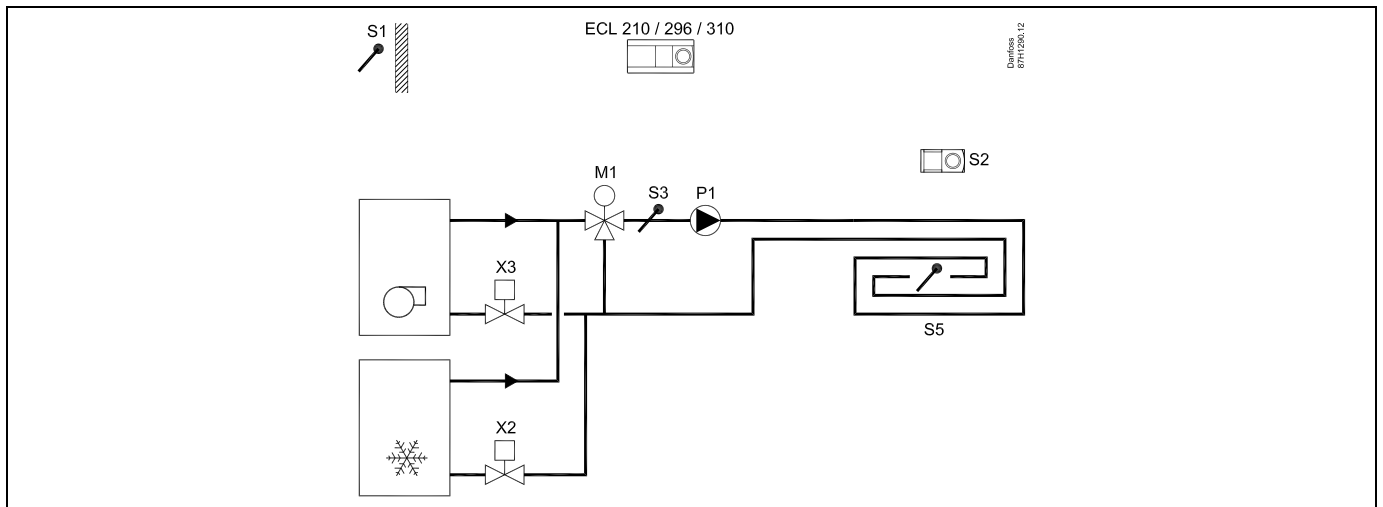 S1
ECL 210 / 296 / 310
Danfoss
87H1290.12
S2
M1
S3
P1
X3
S5
X2